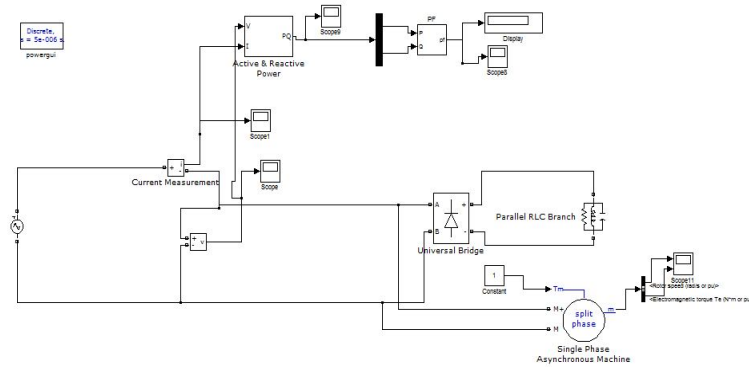 Discrete,
s = 5e-006 s.
powergui
V
I
PQ
Active & Reactive
Power
Scope9
PF
P
Q
pf
Display
Scope8
Scope1
+
-
i
Current Measurement
Scope
+
-
v
A
B
+
-
Universal Bridge
Parallel RLC Branch
1
Constant
Tm
M+
M
split
phase
m
Single Phase
Asynchronous Machine
Scope11
<Rotor speed (rad/s or pu)>
<Electromagnetic torque Te (N*m or pu